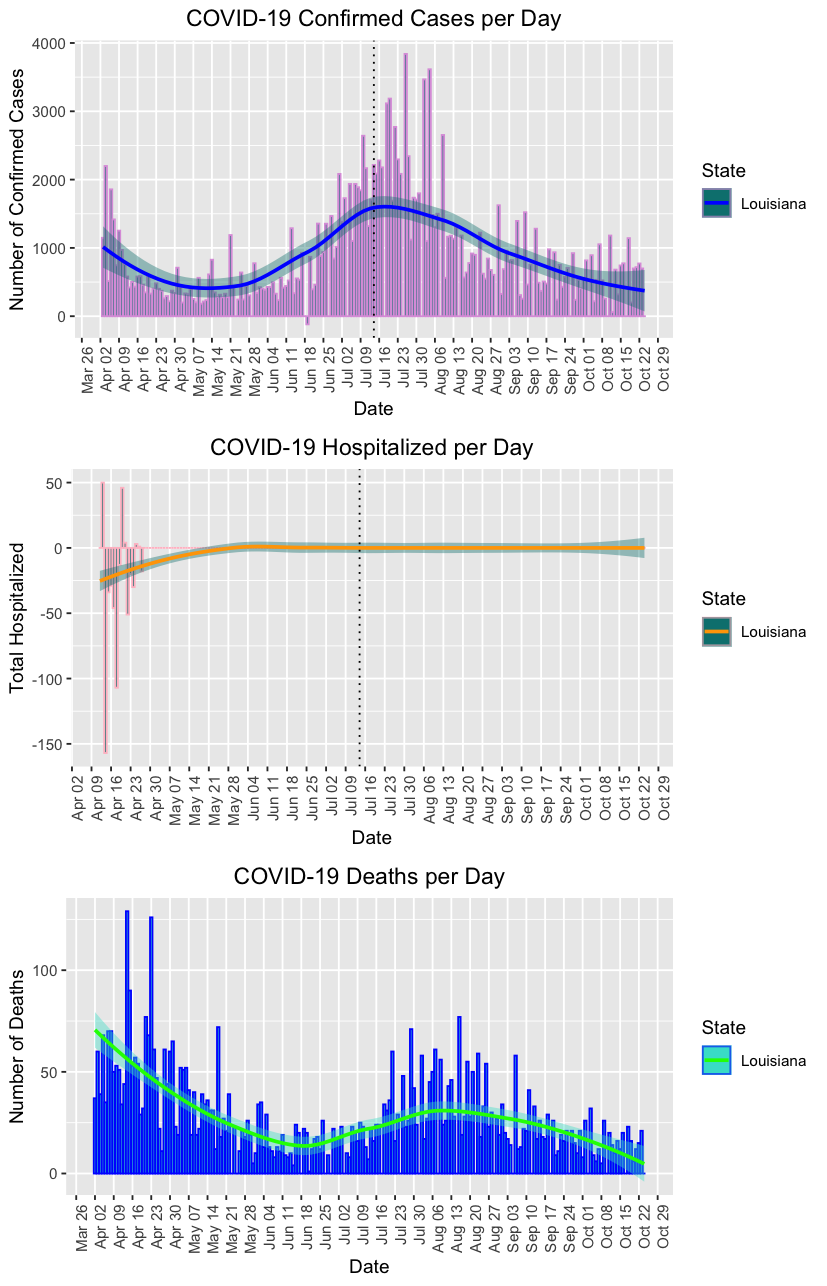 COVID-19 Confirmed Cases per Day
Number of Confirmed Cases
4000
3000
2000
1000
0
Mar 26
Apr 02
Apr 09
Apr 16
Apr 23
Apr 30
May 07
May 14
May 21
May 28
Jun 04
Jun 11
Jun 18
Jun 25
Jul 02
Jul 09
Jul 16
Jul 23
Jul 30
Aug 06
Aug 13
Aug 20
Aug 27
Sep 03
Sep 10
Sep 17
Sep 24
Oct 01
Oct 08
Oct 15
Oct 22
Oct 29
Date
State
Louisiana
COVID-19 Hospitalized per Day
Total Hospitalized
50
0
-50
-100
-150
Apr 02
Apr 09
Apr 16
Apr 23
Apr 30
May 07
May 14
May 21
May 28
Jun 04
Jun 11
Jun 18
Jun 25
Jul 02
Jul 09
Jul 16
Jul 23
Jul 30
Aug 06
Aug 13
Aug 20
Aug 27
Sep 03
Sep 10
Sep 17
Sep 24
Oct 01
Oct 08
Oct 15
Oct 22
Oct 29
Date
State
Louisiana
COVID-19 Deaths per Day
Number of Deaths
100
50
0
Mar 26
Apr 02
Apr 09
Apr 16
Apr 23
Apr 30
May 07
May 14
May 21
May 28
Jun 04
Jun 11
Jun 18
Jun 25
Jul 02
Jul 09
Jul 16
Jul 23
Jul 30
Aug 06
Aug 13
Aug 20
Aug 27
Sep 03
Sep 10
Sep 17
Sep 24
Oct 01
Oct 08
Oct 15
Oct 22
Oct 29
Date
State
Louisiana